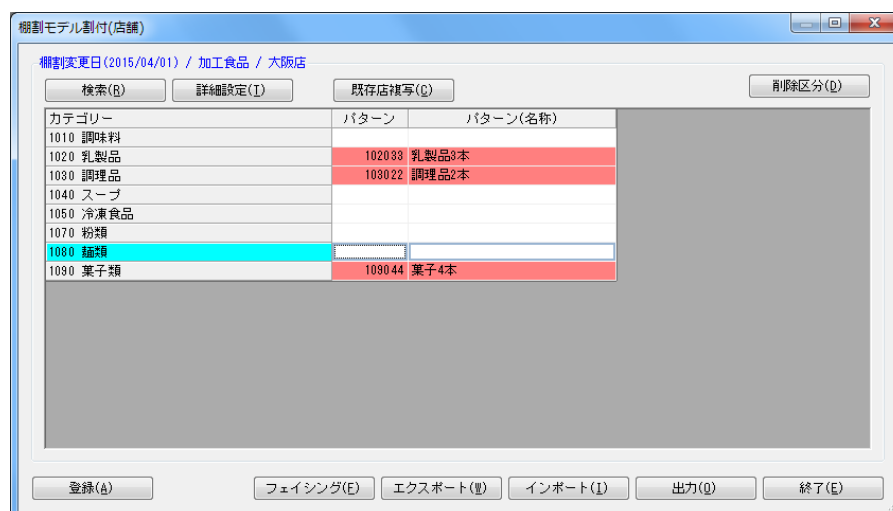 棚割モデル割付(店舗)
棚割変更日(2015/04/01) / 加工食品 / 大阪店
検索(R) 詳細設定(T) 既存店複写(C) 削除区分(D)
カテゴリー パターン パターン(名称)
1010 調味料
1020 乳製品 102033 乳製品3本
1030 調理品 103022 調理品2本
1040 スープ
1050 冷凍食品
1070 粉類
1080 麺類
1090 菓子類 109044 菓子4本
登録(A) フェイシング(F) エクスポート(W) インポート(I) 出力(O) 終了(E)